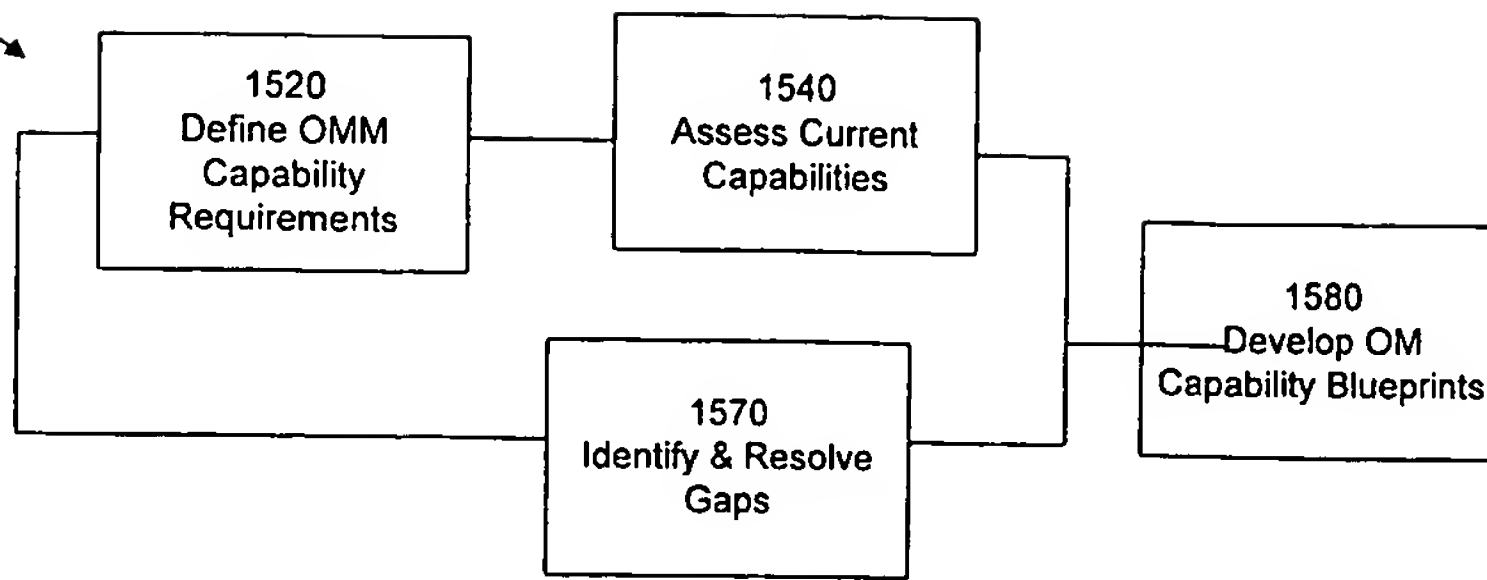 1520
Define OMM
Capability
Requirements
1540
Assess Current
Capabilities
1570
Identify & Resolve
Gaps
1580
Develop OM
Capability Blueprints